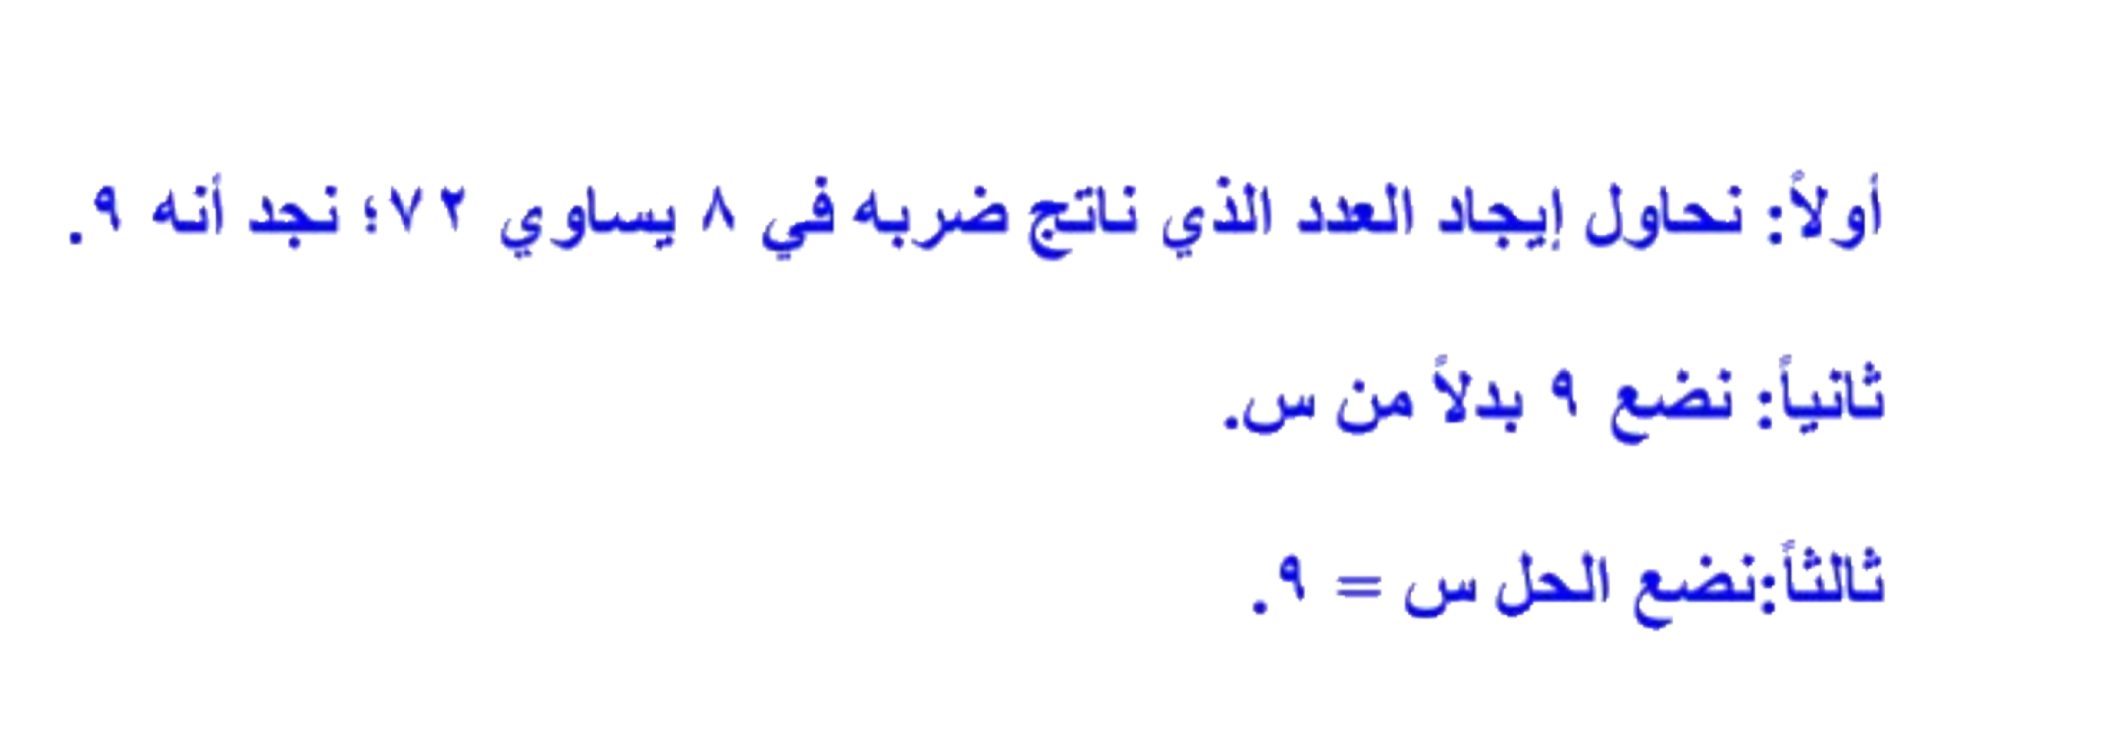 أولاً: نحاول إيجاد العدد الذي ناتج ضربه في ٨ يساوي ٧٢؛ نجد أنه ٩.
ثانياً: نضع ٩ بدلاً من س.
ثالثاً:نضع الحل س = ٩.